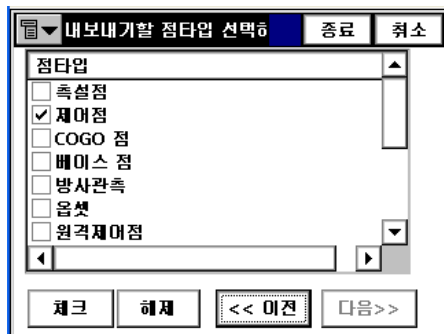 내보내기할 점타입 선택하 종료 취소
점타입
측설점
제어점
COGO 점
베이스 점
방사관측
옵셋
원격제어점
체크 해제 << 이전 다음>>